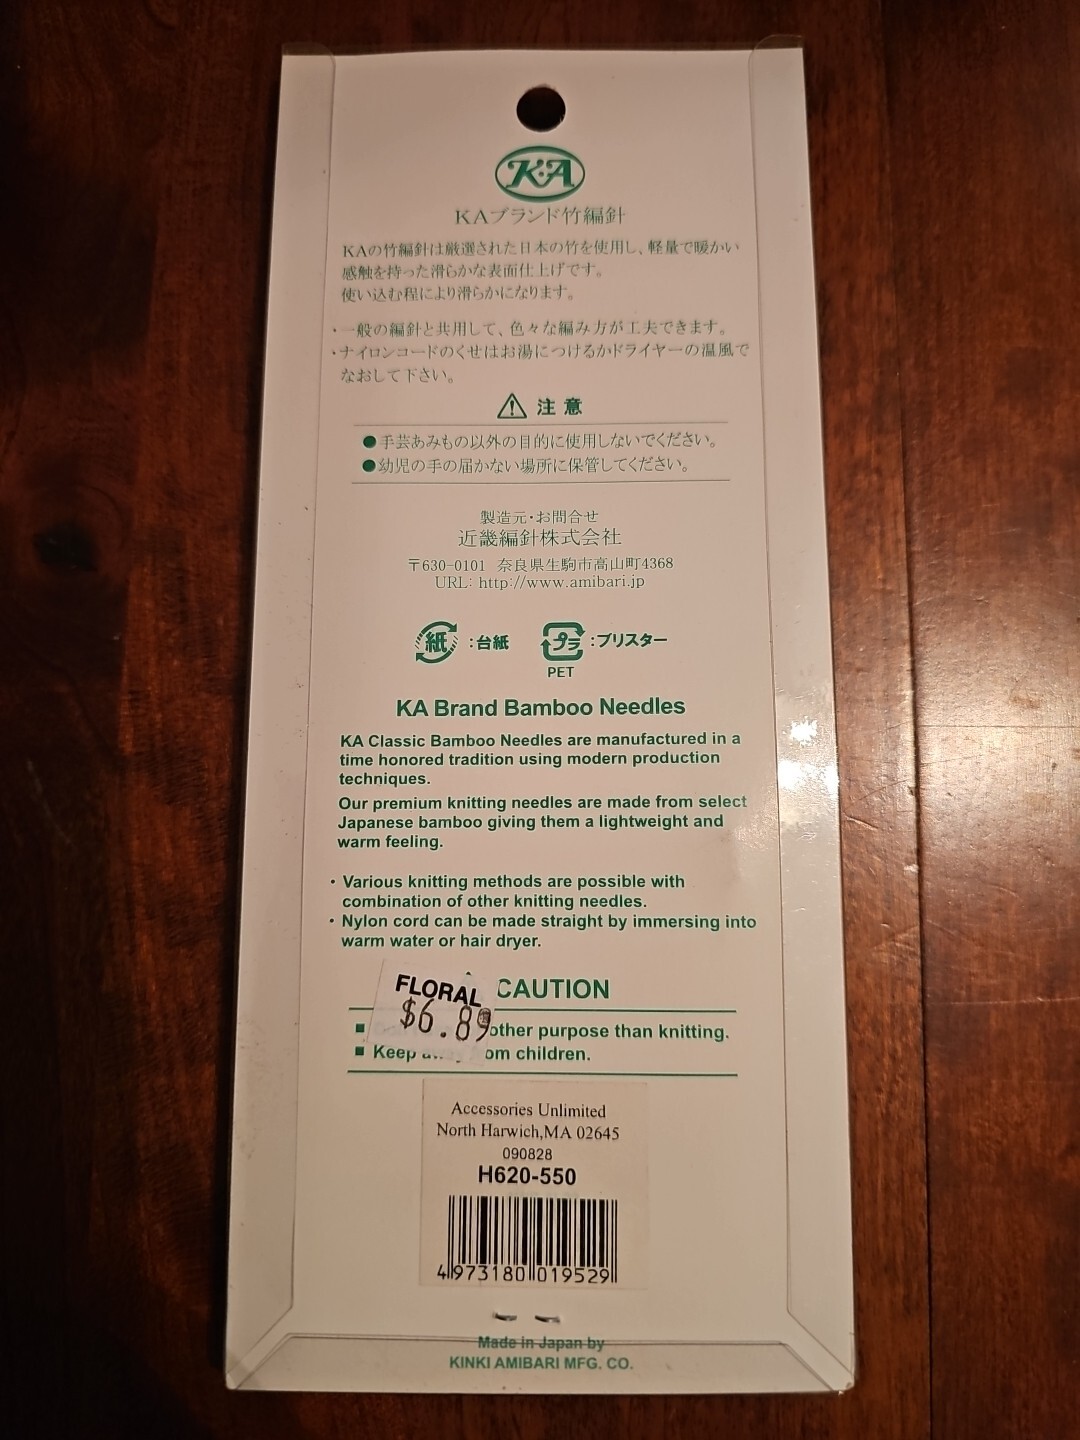 K·A
KAブランド竹編針
KAの竹編針は厳選された日本の竹を使用し、軽量で暖かい
感触を持った滑らかな表面仕上げです。
使い込む程により滑らかになります。
・一般の編針と共用して、色々な編み方が工夫できます。
・ナイロンコードのくせはお湯につけるかドライヤーの温風で
なおして下さい。
注意
●手芸あみもの以外の目的に使用しないでください。
●幼児の手の届かない場所に保管してください。
製造元・お問合せ
近畿編針株式会社
〒630-0101 奈良県生駒市高山町4368
URL: http://www.amibari.jp
紙 :台紙 プラ :ブリスター
PET
KA Brand Bamboo Needles
KA Classic Bamboo Needles are manufactured in a
time honored tradition using modern production
techniques.
Our premium knitting needles are made from select
Japanese bamboo giving them a lightweight and
warm feeling.
・Various knitting methods are possible with
combination of other knitting needles.
・Nylon cord can be made straight by immersing into
warm water or hair dryer.
FLORAL
$6.89
CAUTION
■ other purpose than knitting.
■ Keep om children.
Accessories Unlimited
North Harwich,MA 02645
090828
H620-550
4 973180 019529
Made in Japan by
KINKI AMIBARI MFG. CO.